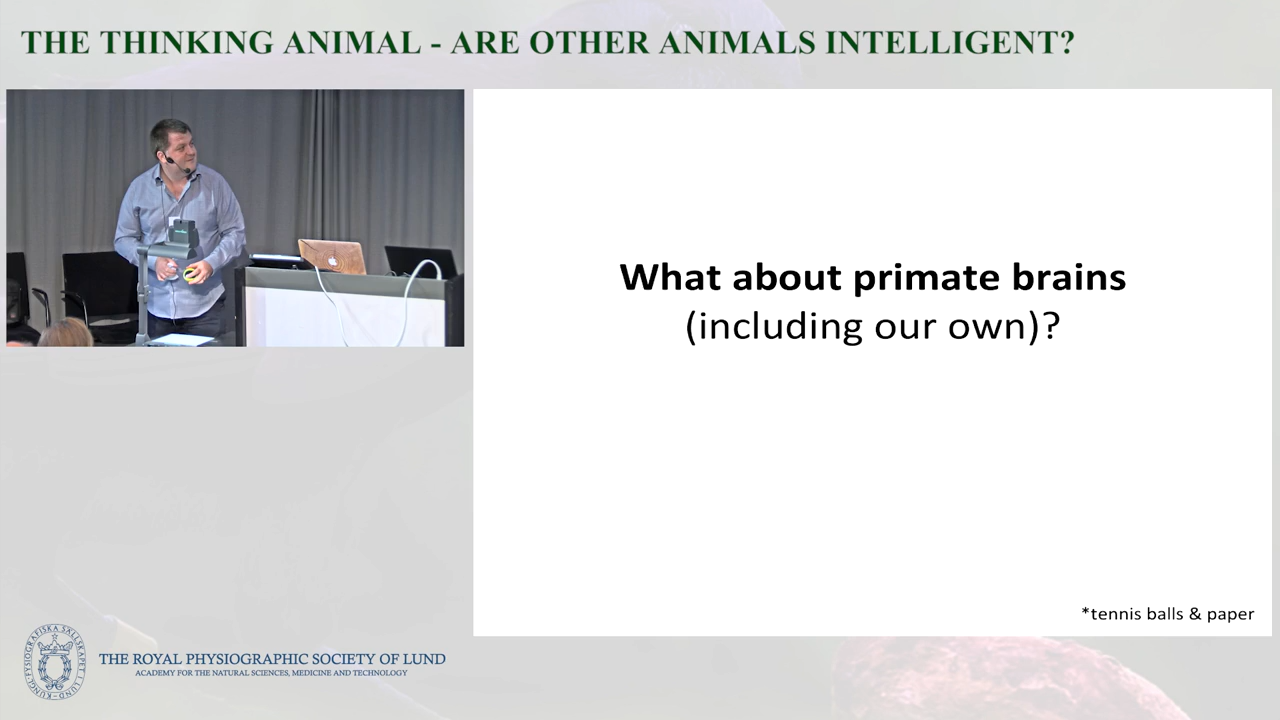 THE THINKING ANIMAL - ARE OTHER ANIMALS INTELLIGENT?
What about primate brains
(including our own)?
*tennis balls & paper
THE ROYAL PHYSIOGRAPHIC SOCIETY OF LUND
ACADEMY FOR THE NATURAL SCIENCES, MEDICINE AND TECHNOLOGY